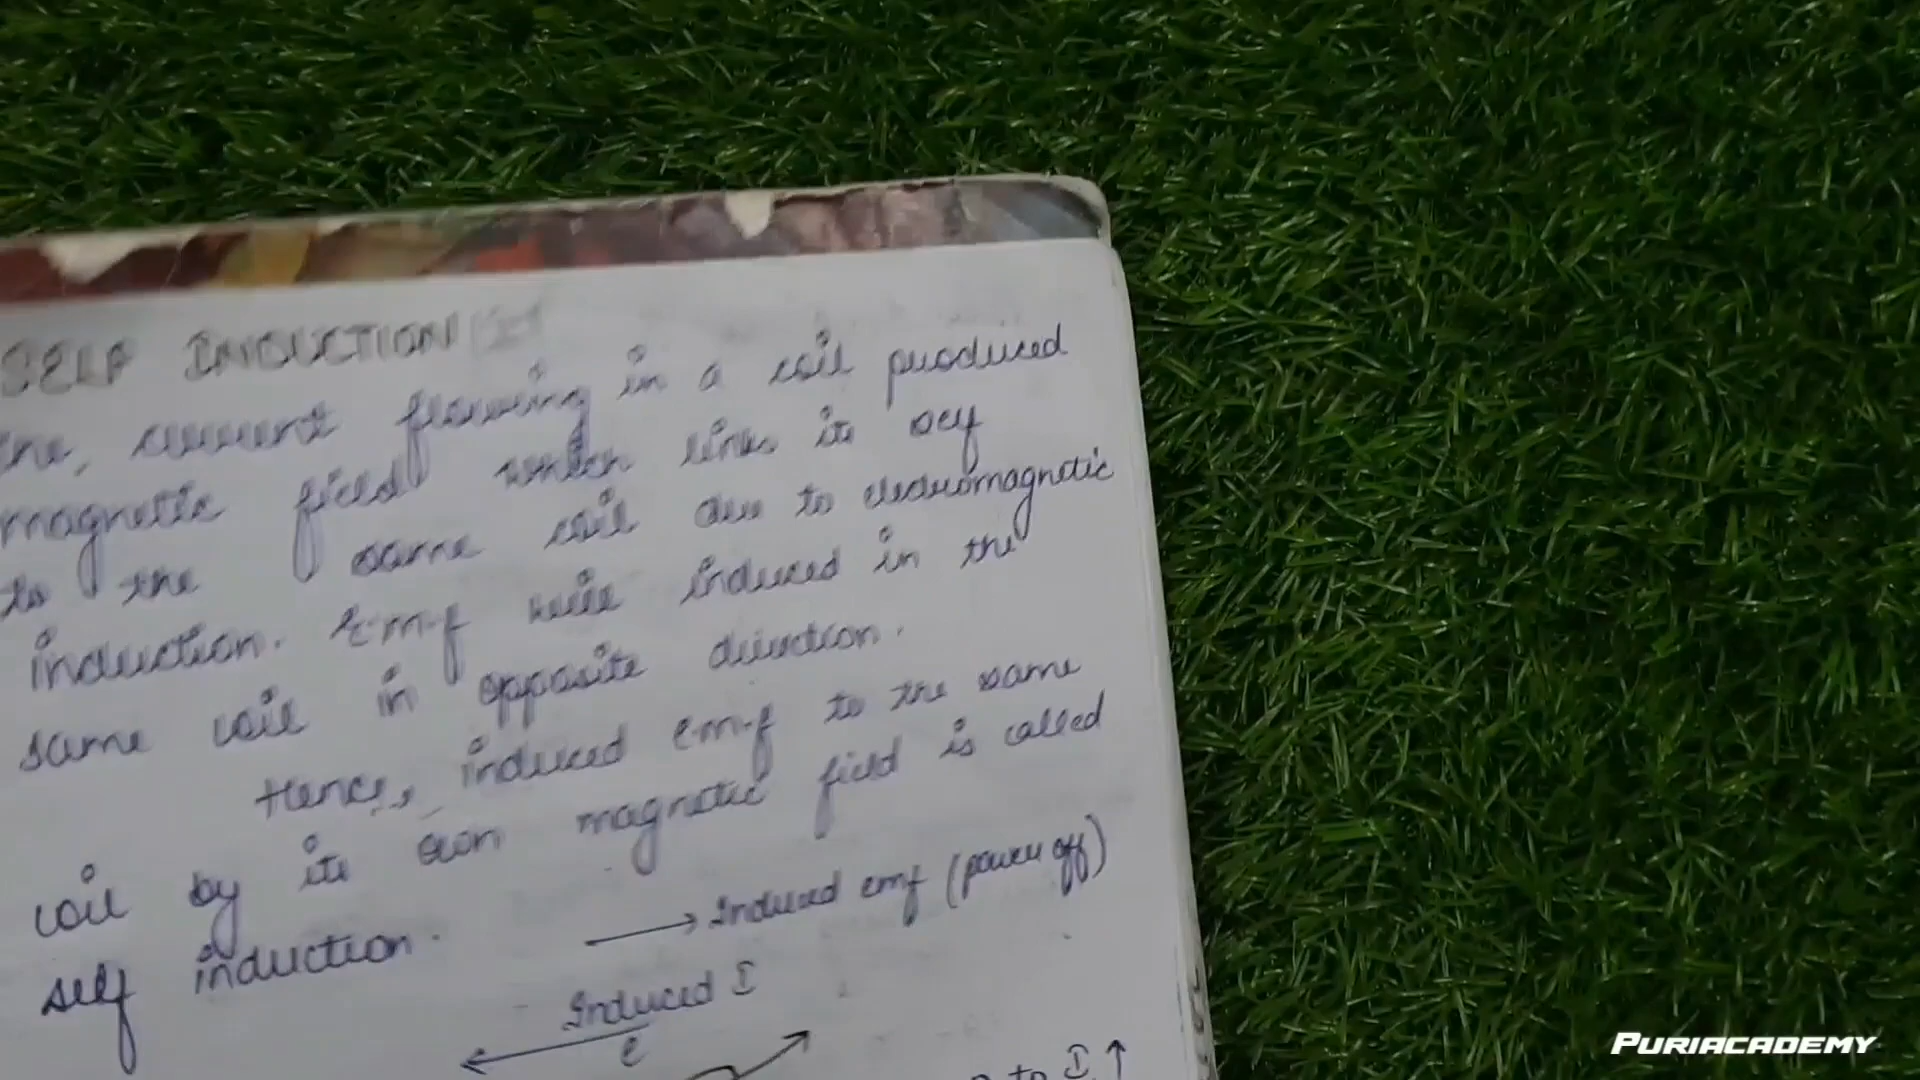 SELF INDUCTION
current flowing in a coil produced
magnetic field which links its self
to the same coil due to electromagnetic
induction. E.m.f will induced in the
same coil in opposite direction.
Hence, induced e.m.f to the same
coil by its own magnetic field is called
self induction.
Induced emf (power off)
Induced I
e
to I ↑
PURIACADEMY